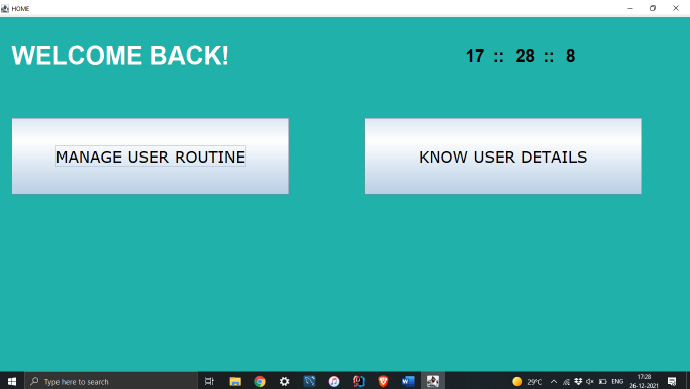 HOME
WELCOME BACK!
17 :: 28 :: 8
MANAGE USER ROUTINE
KNOW USER DETAILS
Type here to search
29°C
ENG
17:28
26-12-2021